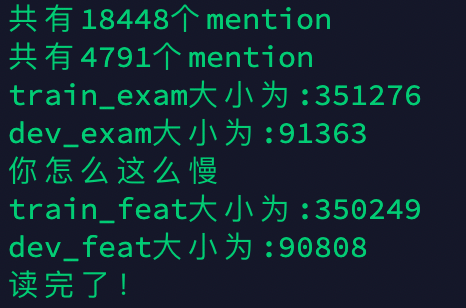 共有18448个mention
共有4791个mention
train_exam大小为:351276
dev_exam大小为:91363
你怎么这么慢
train_feat大小为:350249
dev_feat大小为:90808
读完了!